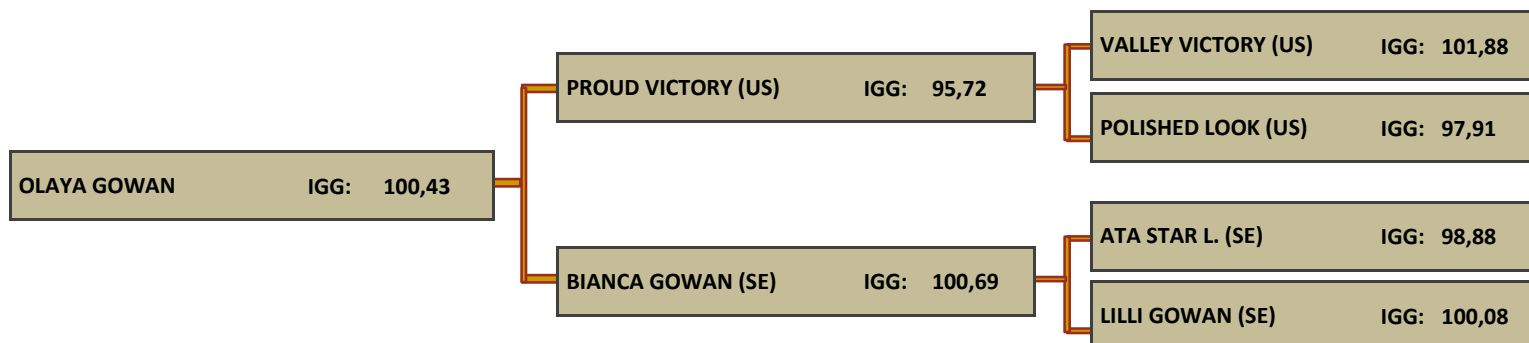 VALLEY VICTORY (US) IGG: 101,88
PROUD VICTORY (US) IGG: 95,72
POLISHED LOOK (US) IGG: 97,91
OLAYA GOWAN IGG: 100,43
ATA STAR L. (SE) IGG: 98,88
BIANCA GOWAN (SE) IGG: 100,69
LILLI GOWAN (SE) IGG: 100,08